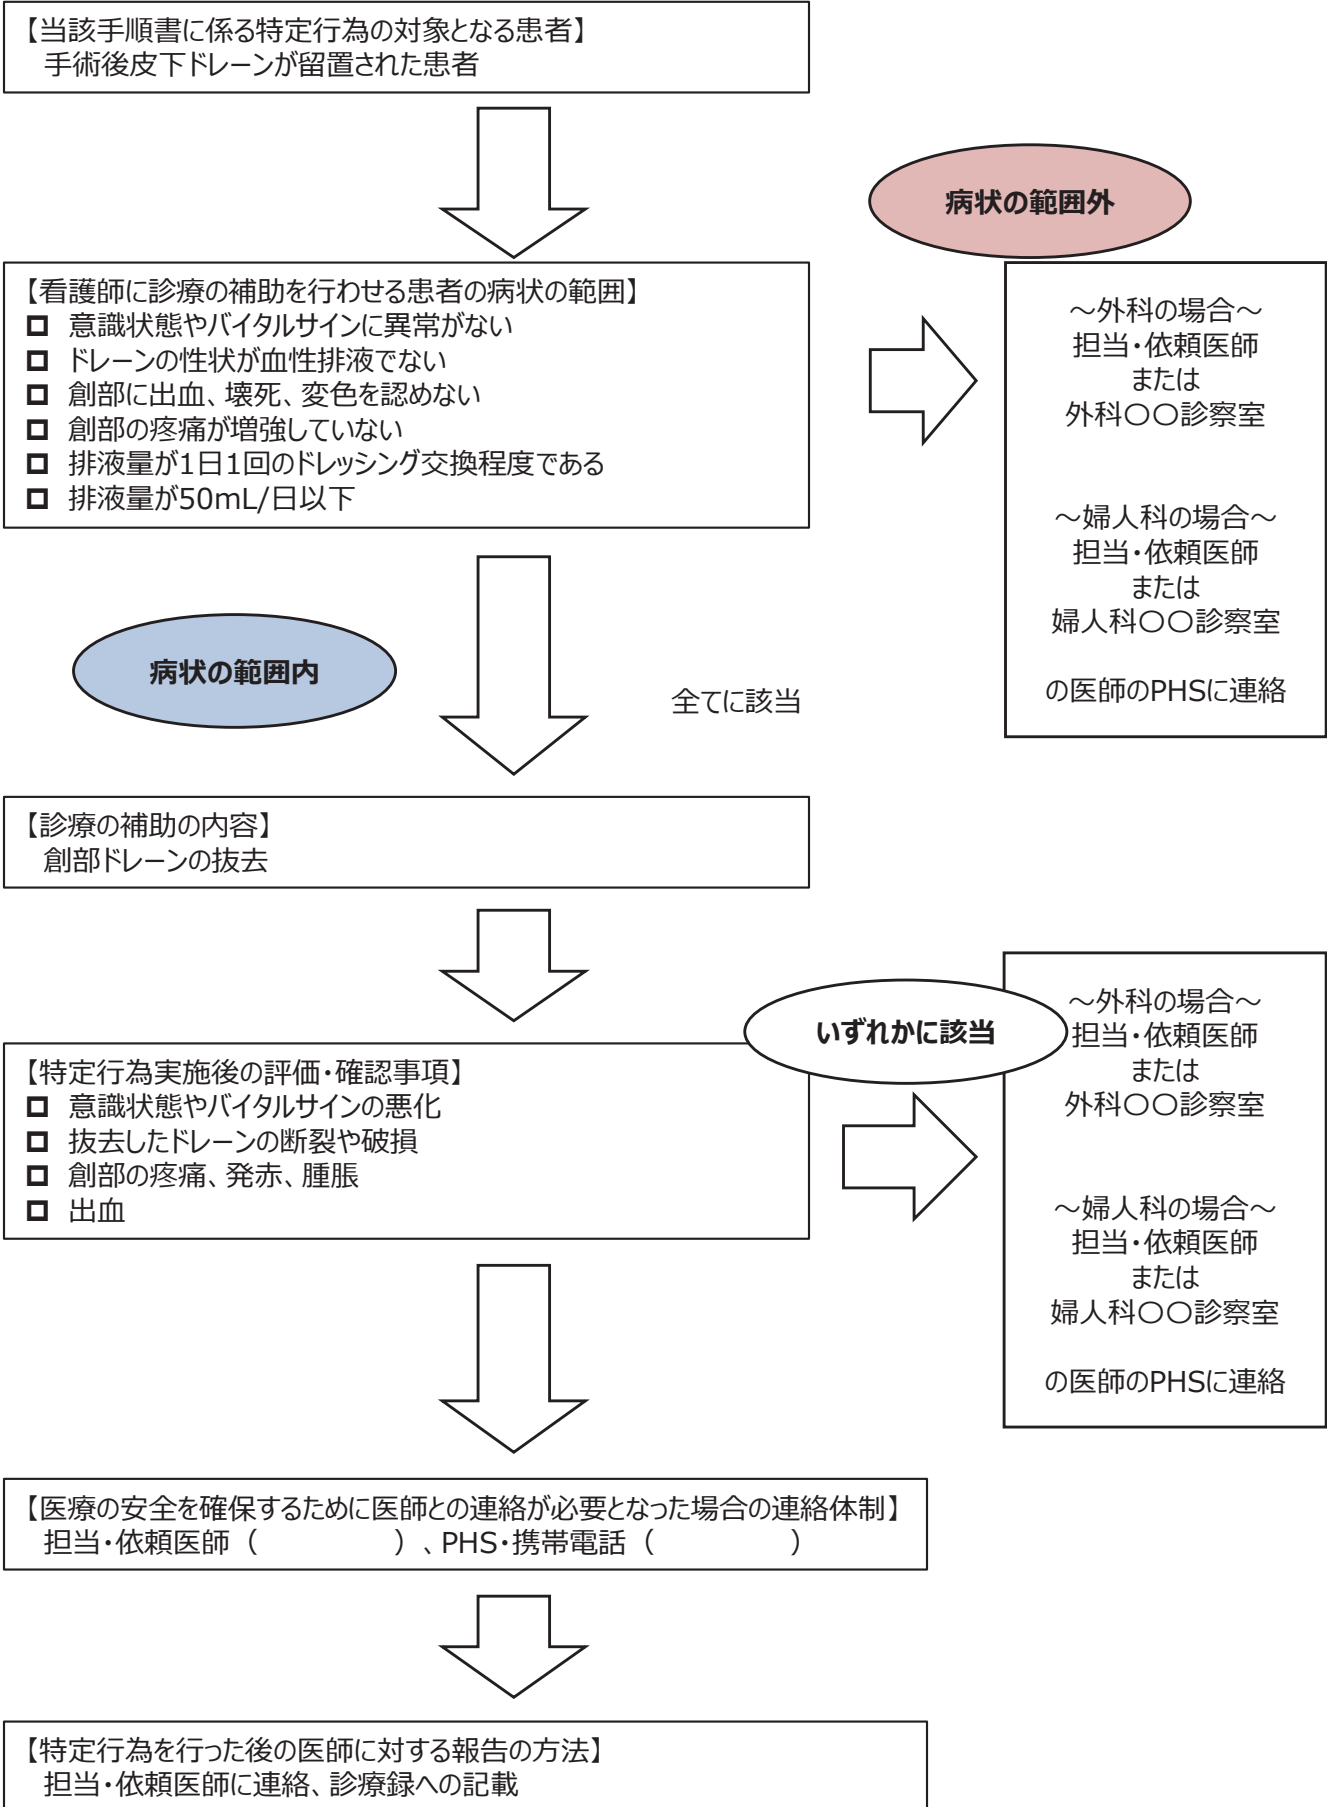 【当該手順書に係る特定行為の対象となる患者】
手術後皮下ドレーンが留置された患者
病状の範囲外
【看護師に診療の補助を行わせる患者の病状の範囲】
意識状態やバイタルサインに異常がない
ドレーンの性状が血性排液でない
創部に出血、壊死、変色を認めない
創部の疼痛が増強していない
排液量が1日1回のドレッシング交換程度である
排液量が50mL/日以下
～外科の場合～
担当・依頼医師
または
外科〇〇診察室
～婦人科の場合～
担当・依頼医師
または
婦人科〇〇診察室
の医師のPHSに連絡
病状の範囲内
全てに該当
【診療の補助の内容】
創部ドレーンの抜去
いずれかに該当
【特定行為実施後の評価・確認事項】
意識状態やバイタルサインの悪化
抜去したドレーンの断裂や破損
創部の疼痛、発赤、腫脹
出血
～外科の場合～
担当・依頼医師
または
外科〇〇診察室
～婦人科の場合～
担当・依頼医師
または
婦人科〇〇診察室
の医師のPHSに連絡
【医療の安全を確保するために医師との連絡が必要となった場合の連絡体制】
担当・依頼医師（　　　　　）、PHS・携帯電話（　　　　　）
【特定行為を行った後の医師に対する報告の方法】
担当・依頼医師に連絡、診療録への記載